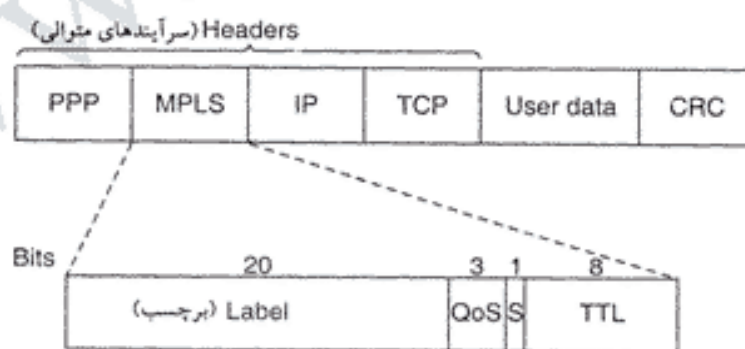 Headers (سرآیندهای متوالی)
PPP MPLS IP TCP User data CRC
Bits 20 3 1 8
Label (برچسب) QoS S TTL